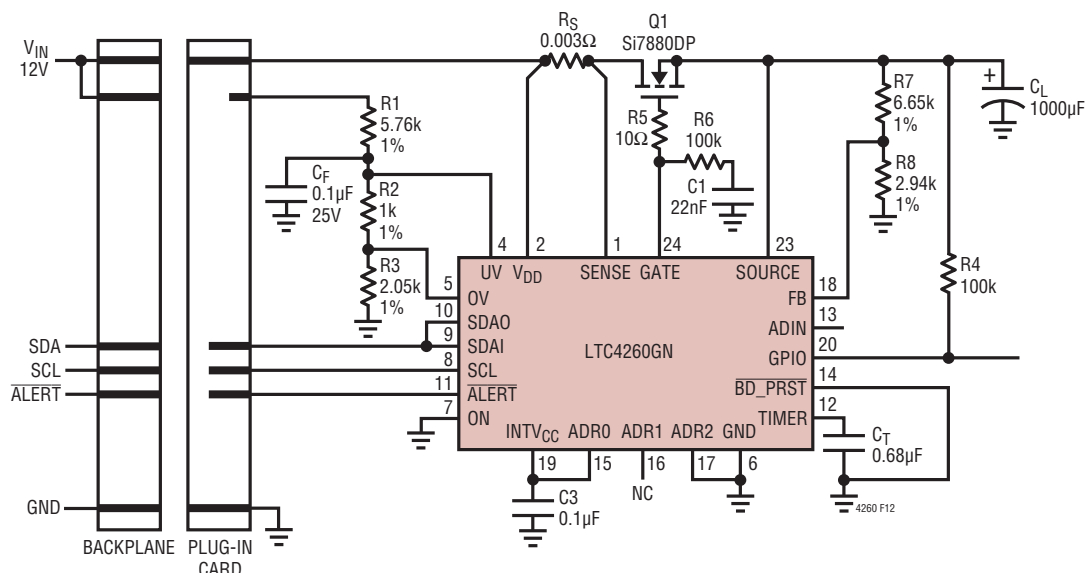 V_IN
12V
R_S
0.003Ω
Q1
Si7880DP
R1
5.76k
1%
C_F
0.1µF
25V
R2
1k
1%
R3
2.05k
1%
R5
10Ω
R6
100k
C1
22nF
R7
6.65k
1%
R8
2.94k
1%
+
C_L
1000µF
R4
100k
4
2
1
24
23
UV
V_DD
SENSE
GATE
SOURCE
5
OV
10
SDAO
9
SDAI
8
SCL
11
ALERT
7
ON
LTC4260GN
18
FB
13
ADIN
20
GPIO
14
BD_PRST
12
TIMER
INTV_CC
ADR0
ADR1
ADR2
GND
19
15
16
17
6
NC
C3
0.1µF
C_T
0.68µF
4260 F12
SDA
SCL
ALERT
GND
BACKPLANE
PLUG-IN
CARD